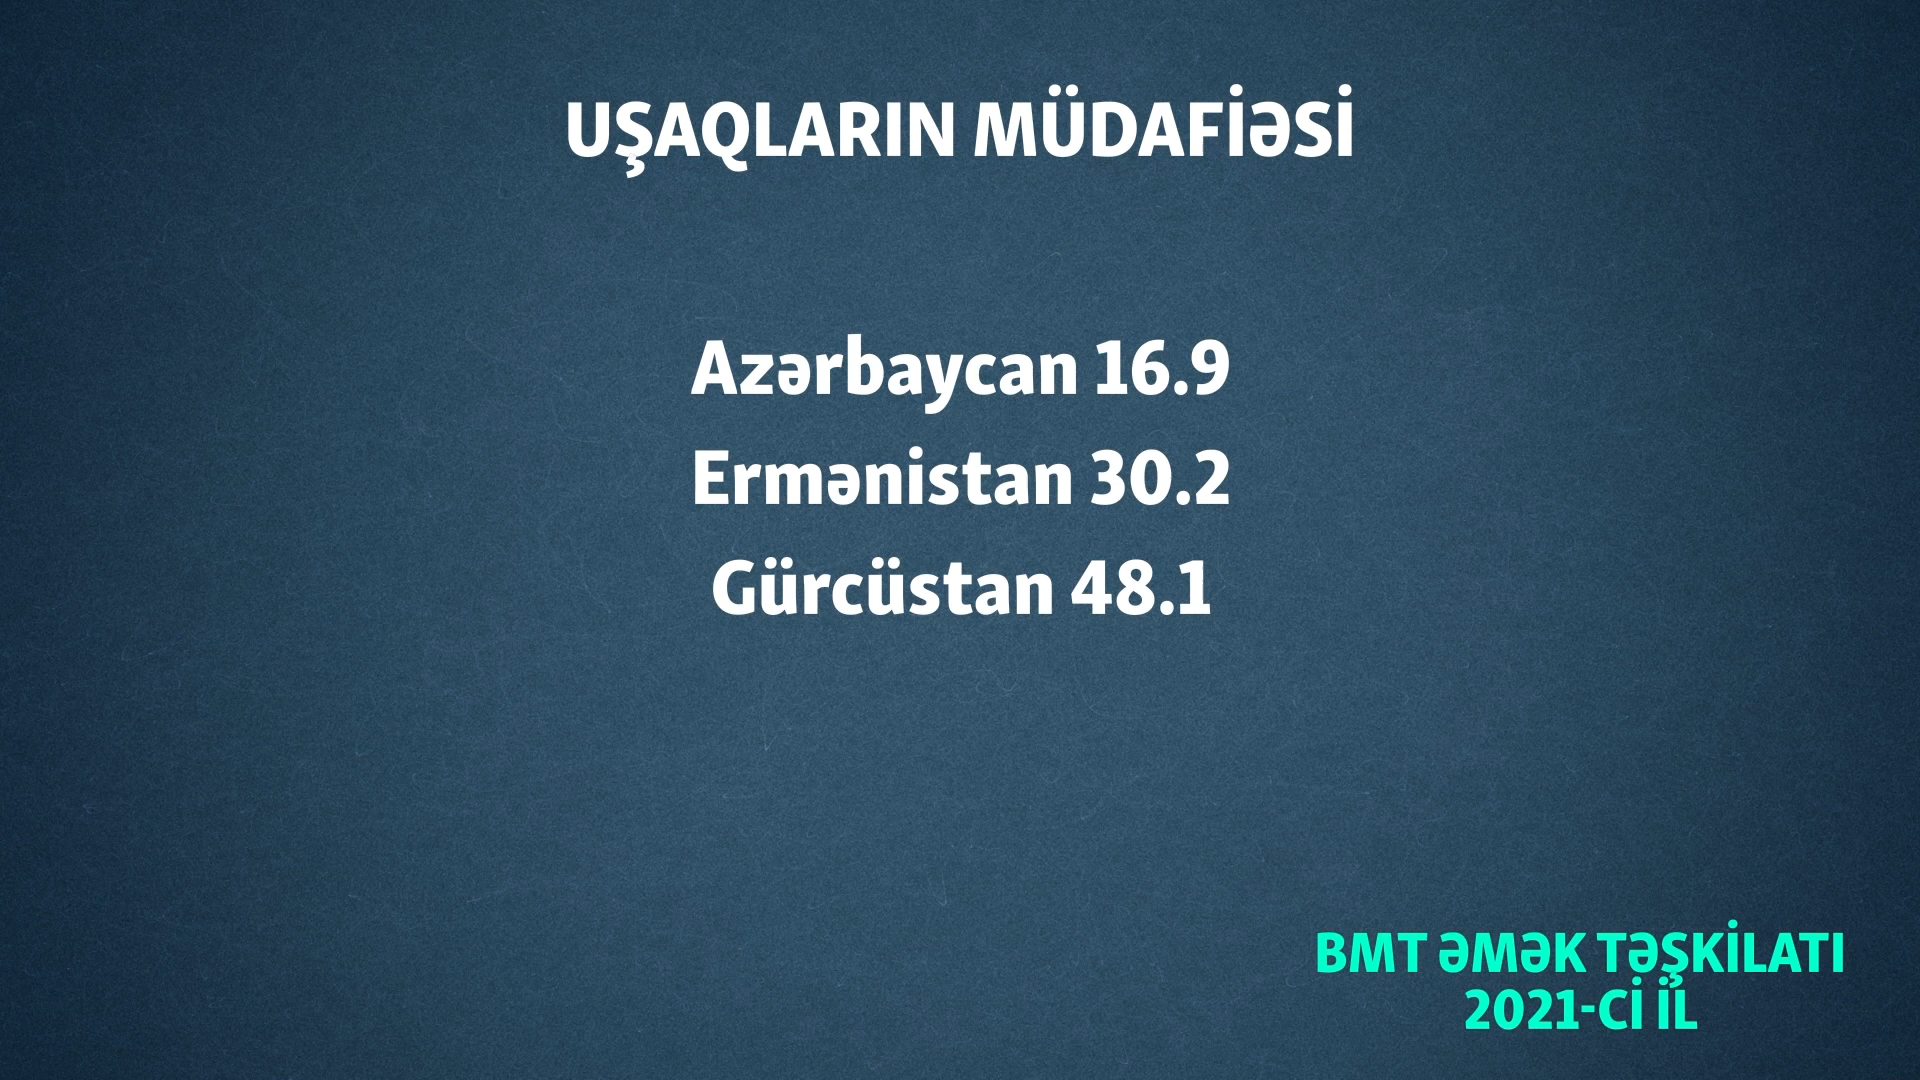 UŞAQLARIN MÜDAFİƏSİ
Azərbaycan 16.9
Ermənistan 30.2
Gürcüstan 48.1
BMT ƏMƏK TƏŞKİLATI
2021-Cİ İL